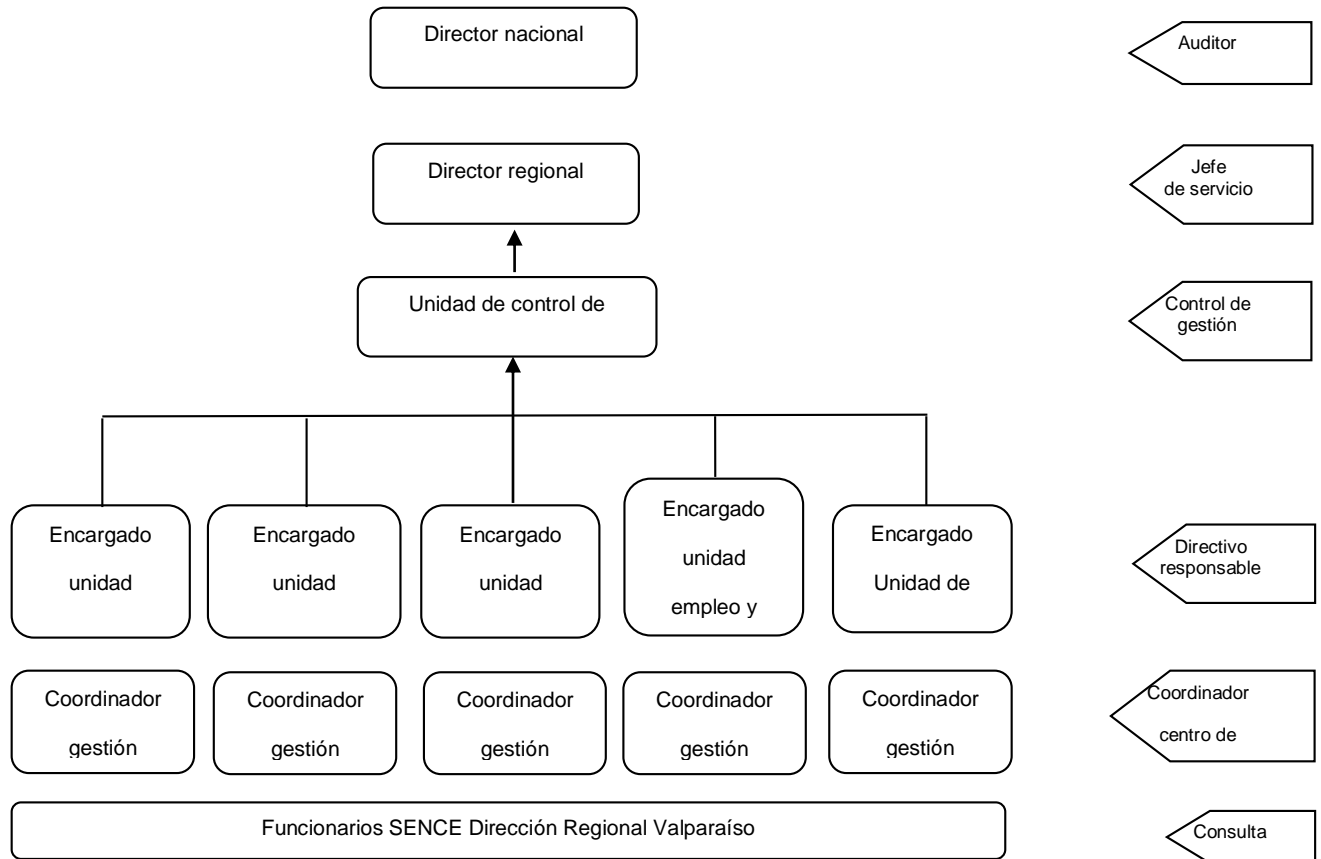 Director nacional
Auditor
Director regional
Jefe
de servicio
Unidad de control de
Control de
gestión
Encargado
unidad
Encargado
unidad
Encargado
unidad
Encargado
unidad
empleo y
Encargado
Unidad de
Directivo
responsable
Coordinador
gestión
Coordinador
gestión
Coordinador
gestión
Coordinador
gestión
Coordinador
gestión
Coordinador
centro de
Funcionarios SENCE Dirección Regional Valparaíso
Consulta